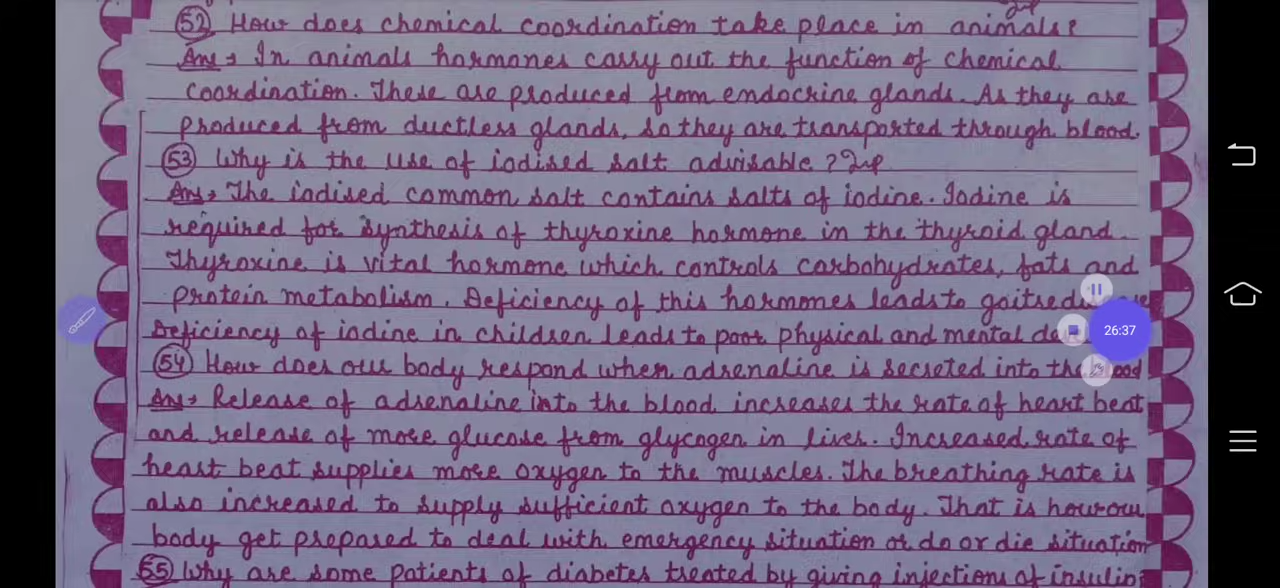 52 How does chemical coordination take place in animals?
Ans → In animals hormones carry out the function of chemical
coordination. These are produced from endocrine glands. As they are
produced from ductless glands, so they are transported through blood.
53 Why is the use of iodised salt advisable?
Ans → The iodised common salt contains salts of iodine. Iodine is
required for synthesis of thyroxine hormone in the thyroid gland.
Thyroxine is vital hormone which controls carbohydrates, fats and
protein metabolism. Deficiency of this hormones leads to
Deficiency of iodine in children leads to poor physical and mental
54 How does our body respond when adrenaline is secreted into the blood
Ans → Release of adrenaline into the blood increases the rate of heart beat
and release of more glucose from glycogen in liver. Increased rate of
heart beat supplies more oxygen to the muscles. The breathing rate is
also increased to supply sufficient oxygen to the body. That is how our
body get prepared to deal with emergency situation or do or die situation
55 Why are some patients of diabetes treated by giving injections of insulin
26:37